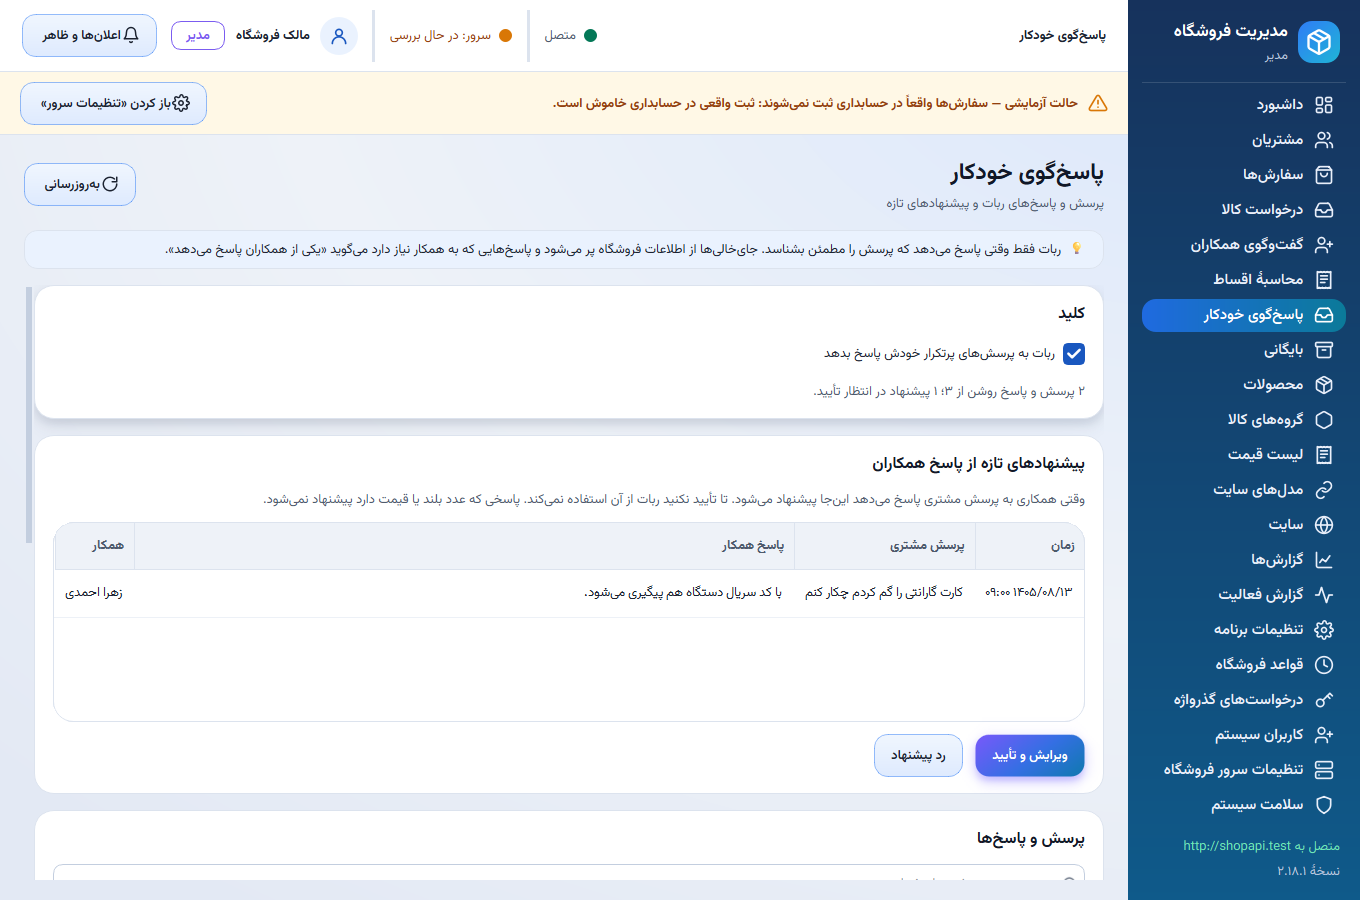 مدیریت فروشگاه
مدیر
داشبورد
مشتریان
سفارش‌ها
درخواست کالا
گفت‌وگوی همکاران
محاسبهٔ اقساط
پاسخ‌گوی خودکار
بایگانی
محصولات
گروه‌های کالا
لیست قیمت
مدل‌های سایت
سایت
گزارش‌ها
گزارش فعالیت
تنظیمات برنامه
قواعد فروشگاه
درخواست‌های گذرواژه
کاربران سیستم
تنظیمات سرور فروشگاه
سلامت سیستم
متصل به http://shopapi.test
نسخهٔ ۲.۱۸.۱
پاسخ‌گوی خودکار
متصل
سرور: در حال بررسی
مالک فروشگاه
مدیر
اعلان‌ها و ظاهر
حالت آزمایشی — سفارش‌ها واقعاً در حسابداری ثبت نمی‌شوند: ثبت واقعی در حسابداری خاموش است.
باز کردن «تنظیمات سرور»
پاسخ‌گوی خودکار
پرسش و پاسخ‌های ربات و پیشنهادهای تازه
به‌روزرسانی
ربات فقط وقتی پاسخ می‌دهد که پرسش را مطمئن بشناسد. جای‌خالی‌ها از اطلاعات فروشگاه پر می‌شود و پاسخ‌هایی که به همکار نیاز دارد می‌گوید «یکی از همکاران پاسخ می‌دهد».
کلید
ربات به پرسش‌های پرتکرار خودش پاسخ بدهد
۲ پرسش و پاسخ روشن از ۳؛ ۱ پیشنهاد در انتظار تأیید.
پیشنهادهای تازه از پاسخ همکاران
وقتی همکاری به پرسش مشتری پاسخ می‌دهد این‌جا پیشنهاد می‌شود. تا تأیید نکنید ربات از آن استفاده نمی‌کند. پاسخی که عدد بلند یا قیمت دارد پیشنهاد نمی‌شود.
زمان پرسش مشتری پاسخ همکار همکار
۱۴۰۵/۰۸/۱۳ ۰۹:۰۰ کارت گارانتی را گم کردم چکار کنم با کد سریال دستگاه هم پیگیری می‌شود. زهرا احمدی
ویرایش و تأیید
رد پیشنهاد
پرسش و پاسخ‌ها